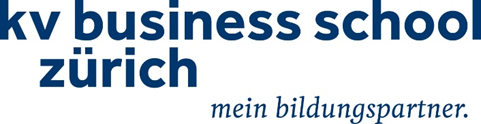 kv business school
zürich
mein bildungspartner.